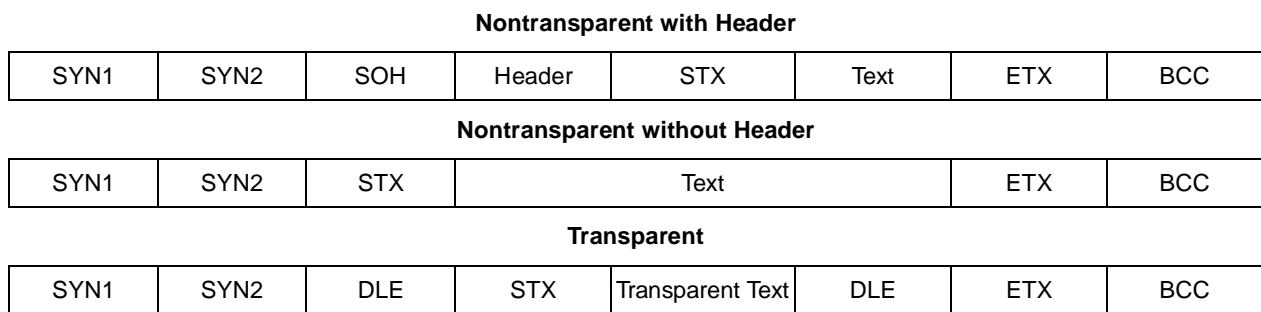 Nontransparent with Header
SYN1 SYN2 SOH Header STX Text ETX BCC
Nontransparent without Header
SYN1 SYN2 STX Text ETX BCC
Transparent
SYN1 SYN2 DLE STX Transparent Text DLE ETX BCC